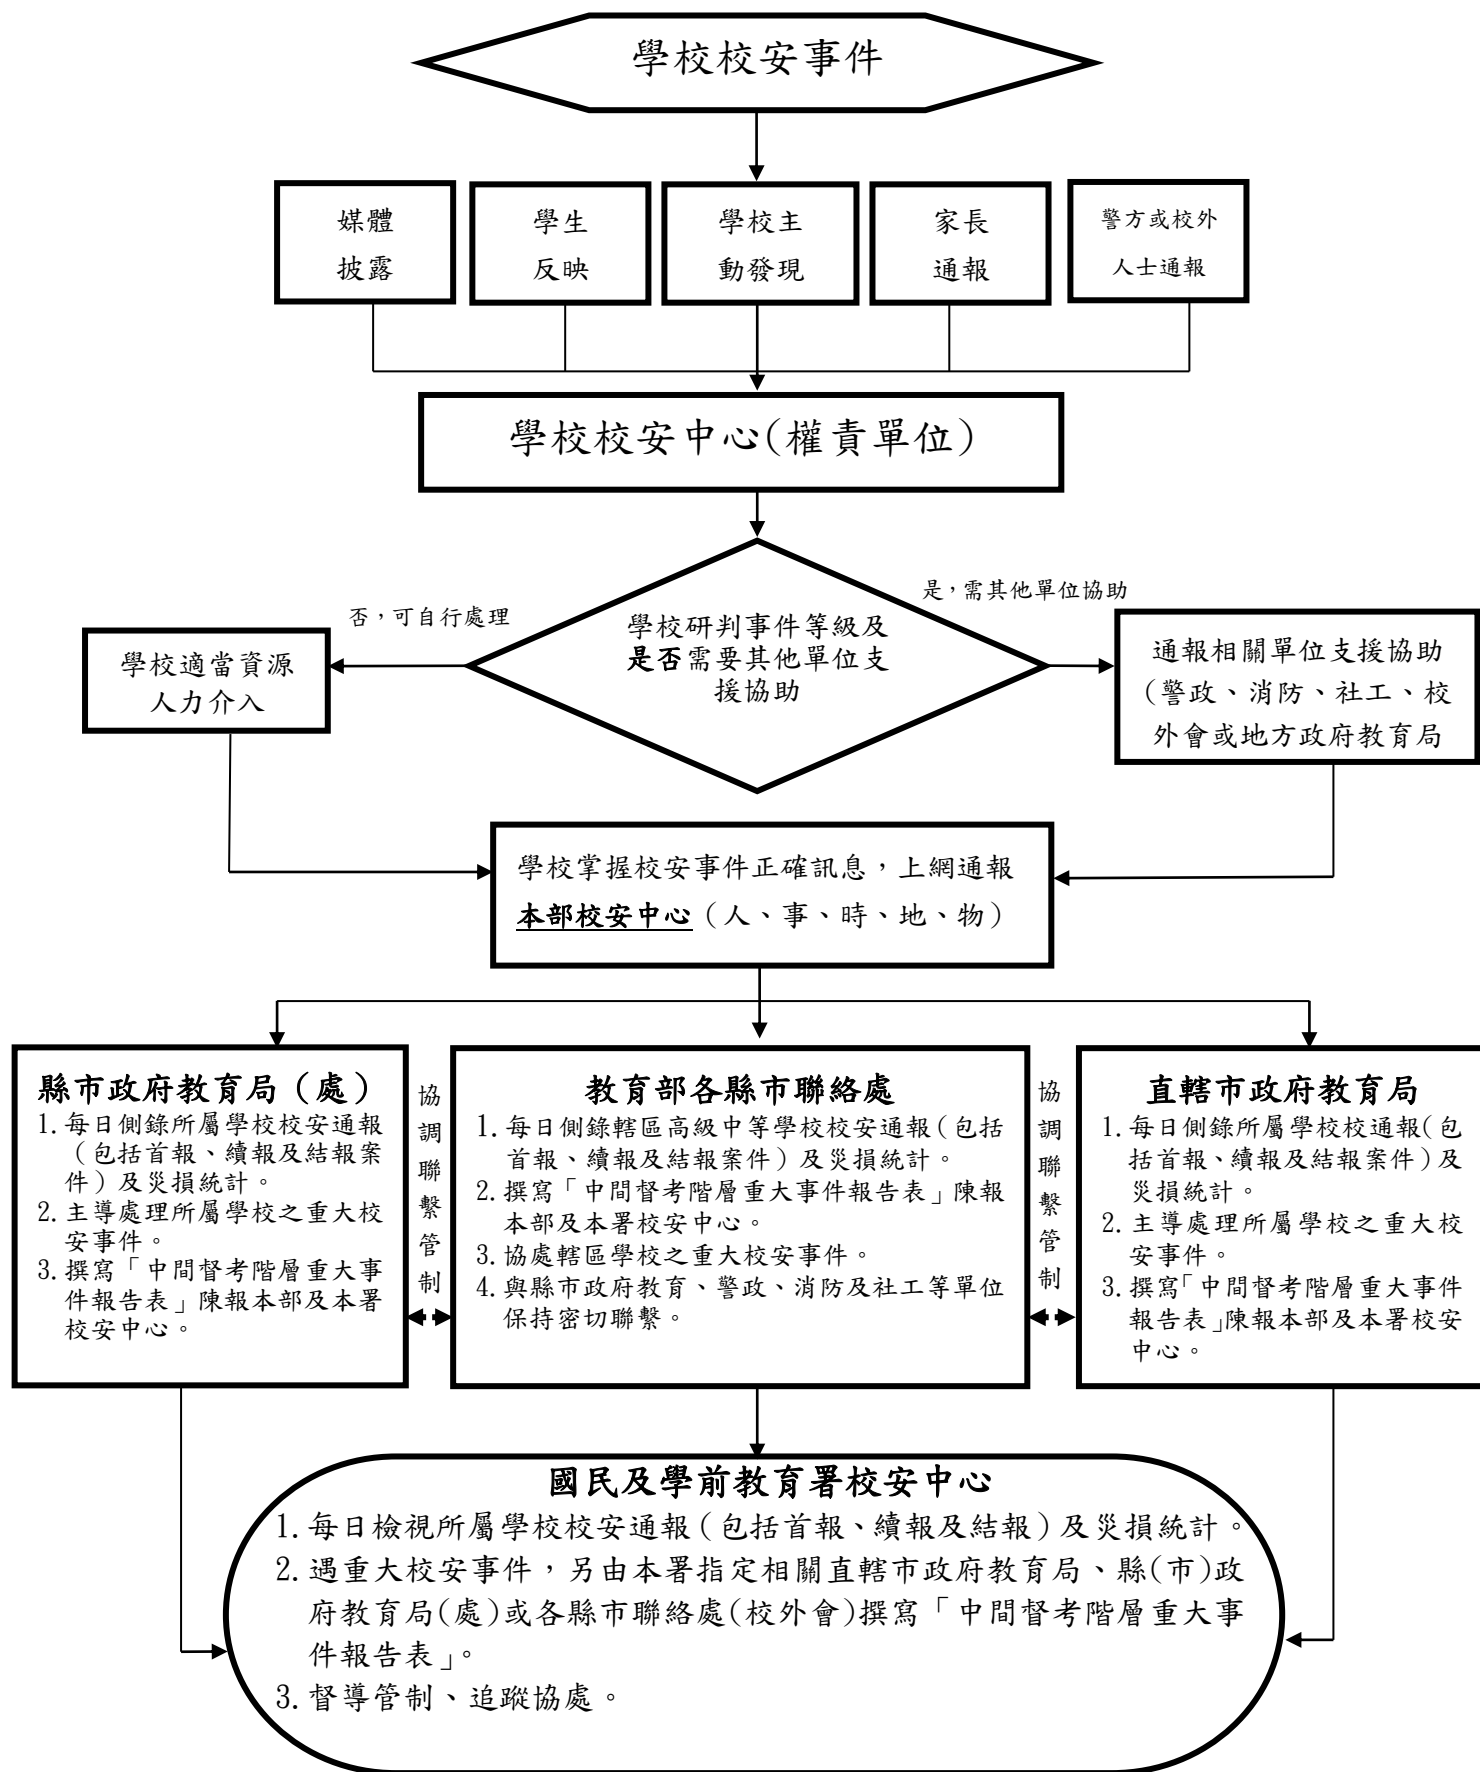 學校校安事件
媒體
披露
學生
反映
學校主
動發現
家長
通報
警方或校外
人士通報
學校校安中心(權責單位)
否，可自行處理
是，需其他單位協助
學校研判事件等級及
是否需要其他單位支
援協助
學校適當資源
人力介入
通報相關單位支援協助
(警政、消防、社工、校
外會或地方政府教育局
學校掌握校安事件正確訊息，上網通報
本部校安中心（人、事、時、地、物）
縣市政府教育局（處）
1.每日側錄所屬學校校安通報
（包括首報、續報及結報案
件）及災損統計。
2.主導處理所屬學校之重大校
安事件。
3.撰寫「中間督考階層重大事
件報告表」陳報本部及本署
校安中心。
協
調
聯
繫
管
制
教育部各縣市聯絡處
1.每日側錄轄區高級中等學校校安通報(包括
首報、續報及結報案件）及災損統計。
2.撰寫「中間督考階層重大事件報告表」陳報
本部及本署校安中心。
3.協處轄區學校之重大校安事件。
4.與縣市政府教育、警政、消防及社工等單位
保持密切聯繫。
協
調
聯
繫
管
制
直轄市政府教育局
1.每日側錄所屬學校校通報(包
括首報、續報及結報案件）及
災損統計。
2.主導處理所屬學校之重大校
安事件。
3.撰寫「中間督考階層重大事件
報告表」陳報本部及本署校安
中心。
國民及學前教育署校安中心
1.每日檢視所屬學校校安通報(包括首報、續報及結報)及災損統計。
2.遇重大校安事件，另由本署指定相關直轄市政府教育局、縣(市)政
府教育局(處)或各縣市聯絡處(校外會)撰寫「中間督考階層重大事
件報告表」。
3.督導管制、追蹤協處。